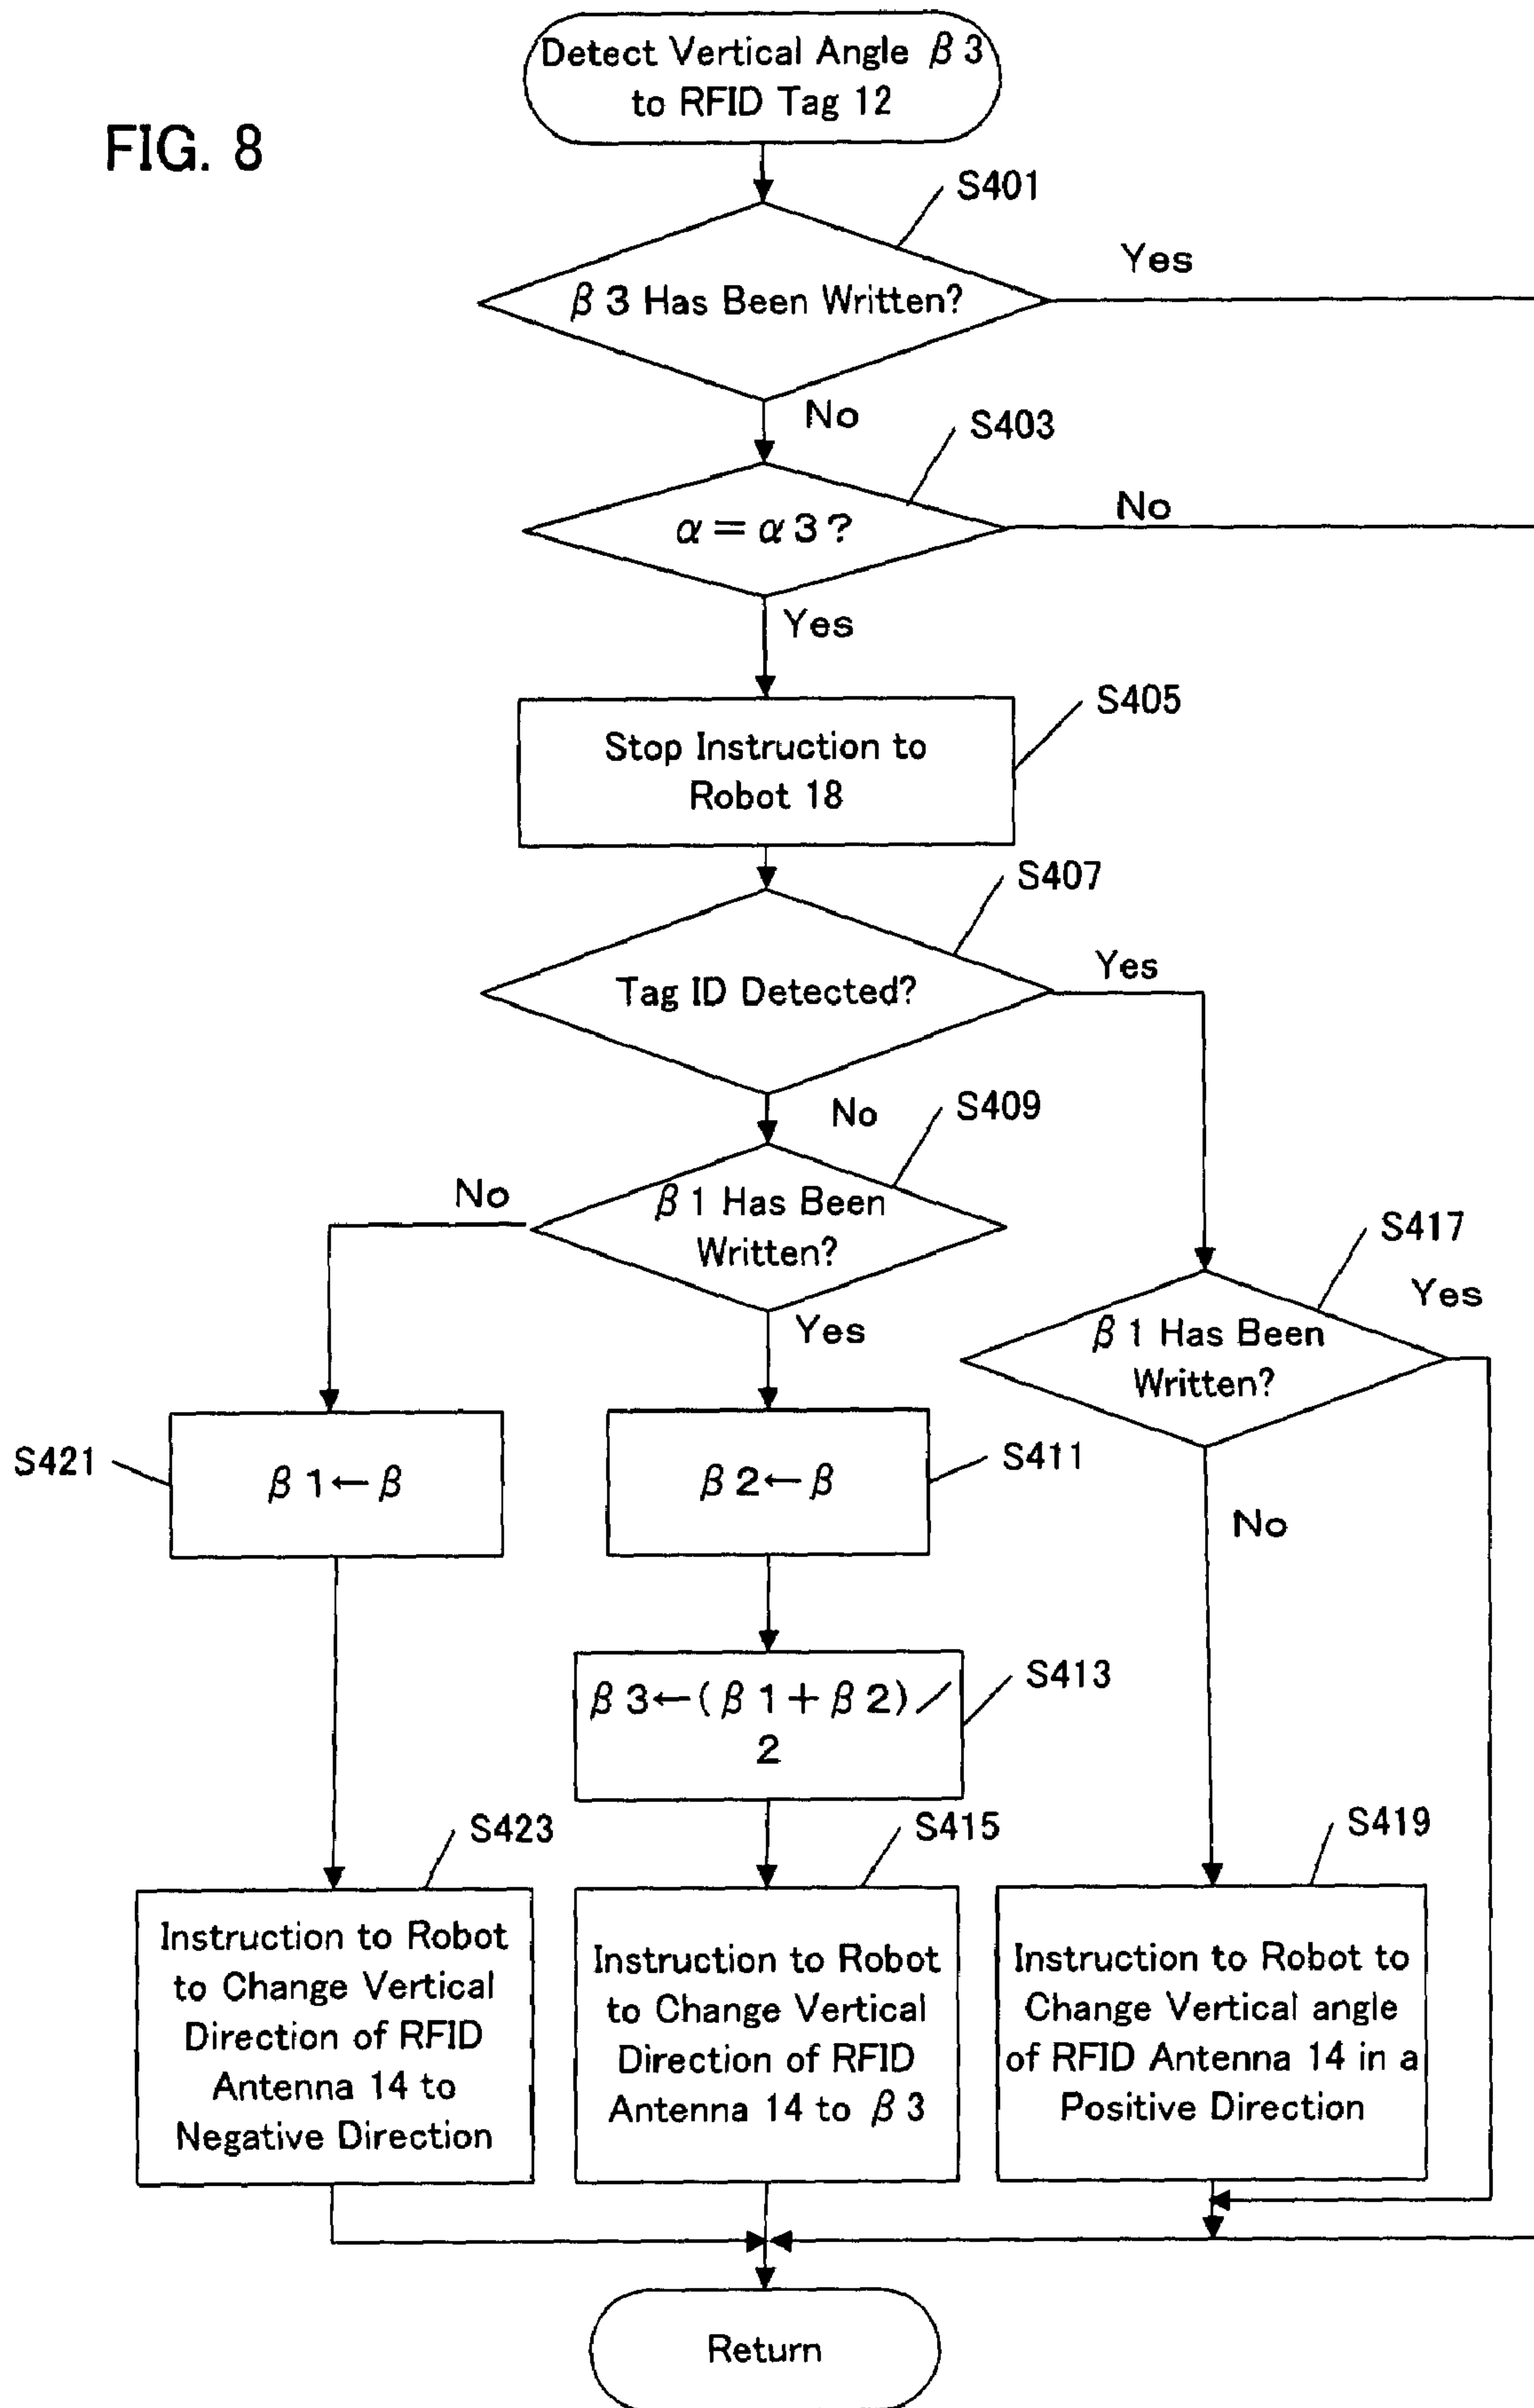 FIG. 8
Detect Vertical Angle β3
to RFID Tag 12
S401
Yes
β3 Has Been Written?
No
S403
No
α=α3?
Yes
S405
Stop Instruction to
Robot 18
S407
Yes
Tag ID Detected?
No
S409
No
β1 Has Been
Written?
Yes
S417
Yes
β1 Has Been
Written?
No
S421
β1←β
S411
β2←β
S413
β3←(β1+β2)/
2
S423
S415
S419
Instruction to Robot
to Change Vertical
Direction of RFID
Antenna 14 to
Negative Direction
Instruction to Robot
to Change Vertical
Direction of RFID
Antenna 14 to β3
Instruction to Robot to
Change Vertical angle
of RFID Antenna 14 in a
Positive Direction
Return